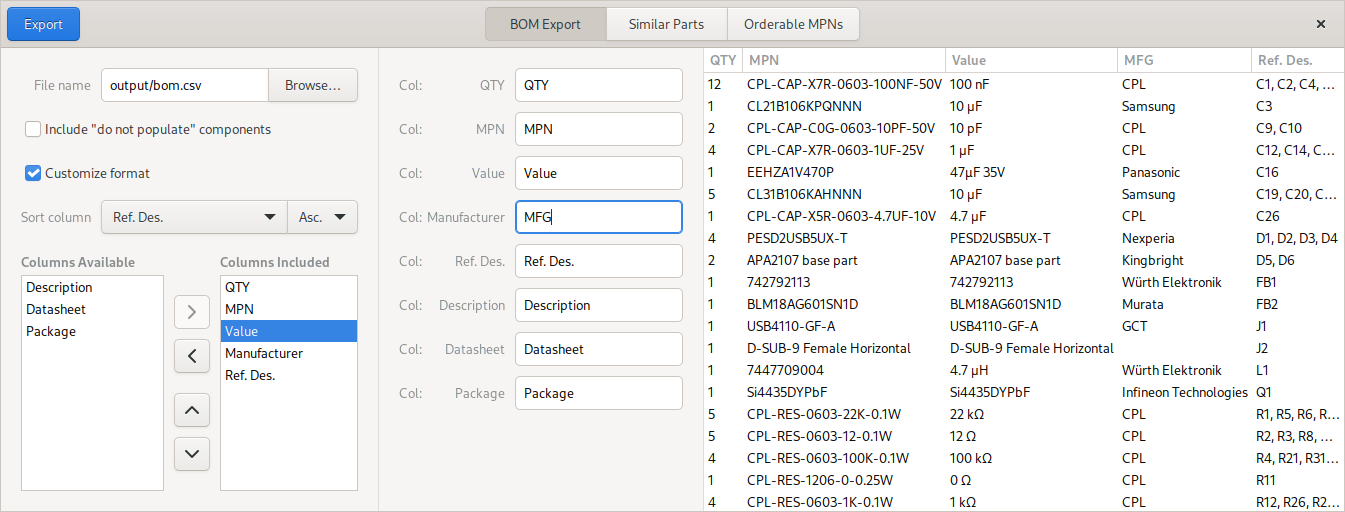 Export
BOM Export
Similar Parts
Orderable MPNs
File name
output/bom.csv
Browse...
Include "do not populate" components
Customize format
Sort column
Ref. Des.
Asc.
Columns Available
Description
Datasheet
Package
Columns Included
QTY
MPN
Value
Manufacturer
Ref. Des.
Col: QTY QTY
Col: MPN MPN
Col: Value Value
Col: Manufacturer MFG
Col: Ref. Des. Ref. Des.
Col: Description Description
Col: Datasheet Datasheet
Col: Package Package
QTY MPN Value MFG Ref. Des.
12 CPL-CAP-X7R-0603-100NF-50V 100 nF CPL C1, C2, C4, ...
1 CL21B106KPQNNN 10 µF Samsung C3
2 CPL-CAP-C0G-0603-10PF-50V 10 pF CPL C9, C10
4 CPL-CAP-X7R-0603-1UF-25V 1 µF CPL C12, C14, C...
1 EEHZA1V470P 47µF 35V Panasonic C16
5 CL31B106KAHNNN 10 µF Samsung C19, C20, C...
1 CPL-CAP-X5R-0603-4.7UF-10V 4.7 µF CPL C26
4 PESD2USB5UX-T PESD2USB5UX-T Nexperia D1, D2, D3, D4
2 APA2107 base part APA2107 base part Kingbright D5, D6
1 742792113 742792113 Würth Elektronik FB1
1 BLM18AG601SN1D BLM18AG601SN1D Murata FB2
1 USB4110-GF-A USB4110-GF-A GCT J1
1 D-SUB-9 Female Horizontal D-SUB-9 Female Horizontal J2
1 7447709004 4.7 µH Würth Elektronik L1
1 Si4435DYPbF Si4435DYPbF Infineon Technologies Q1
5 CPL-RES-0603-22K-0.1W 22 kΩ CPL R1, R5, R6, R...
5 CPL-RES-0603-12-0.1W 12 Ω CPL R2, R3, R8, ...
4 CPL-RES-0603-100K-0.1W 100 kΩ CPL R4, R21, R31...
1 CPL-RES-1206-0-0.25W 0 Ω CPL R11
4 CPL-RES-0603-1K-0.1W 1 kΩ CPL R12, R26, R2...